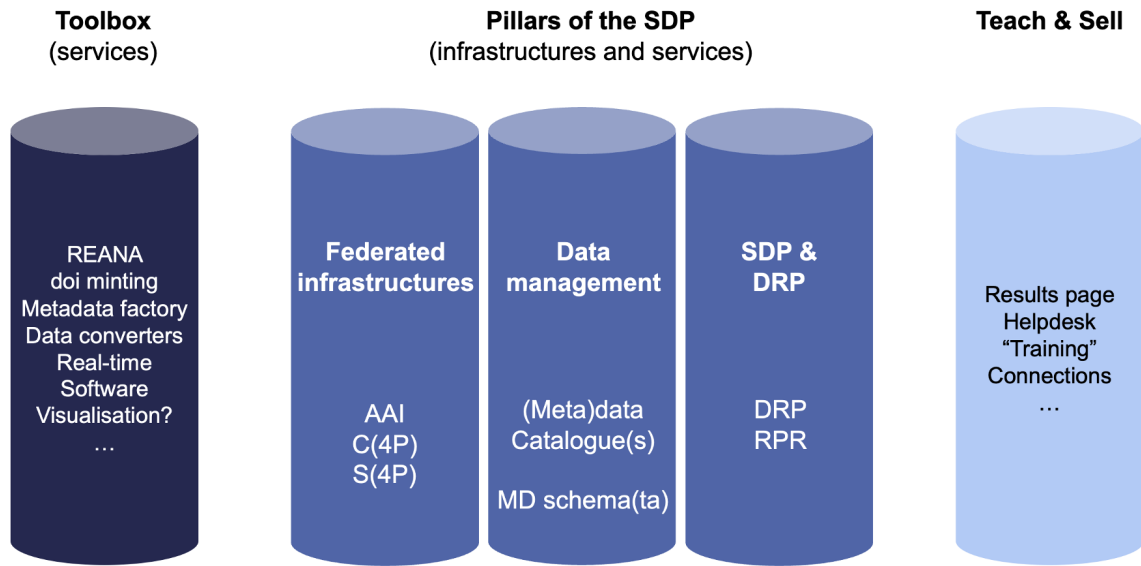 Toolbox
(services)
Pillars of the SDP
(infrastructures and services)
Teach & Sell
REANA
doi minting
Metadata factory
Data converters
Real-time
Software
Visualisation?
…
Federated
infrastructures
AAI
C(4P)
S(4P)
Data
management
(Meta)data
Catalogue(s)
MD schema(ta)
SDP &
DRP
DRP
RPR
Results page
Helpdesk
“Training”
Connections
…